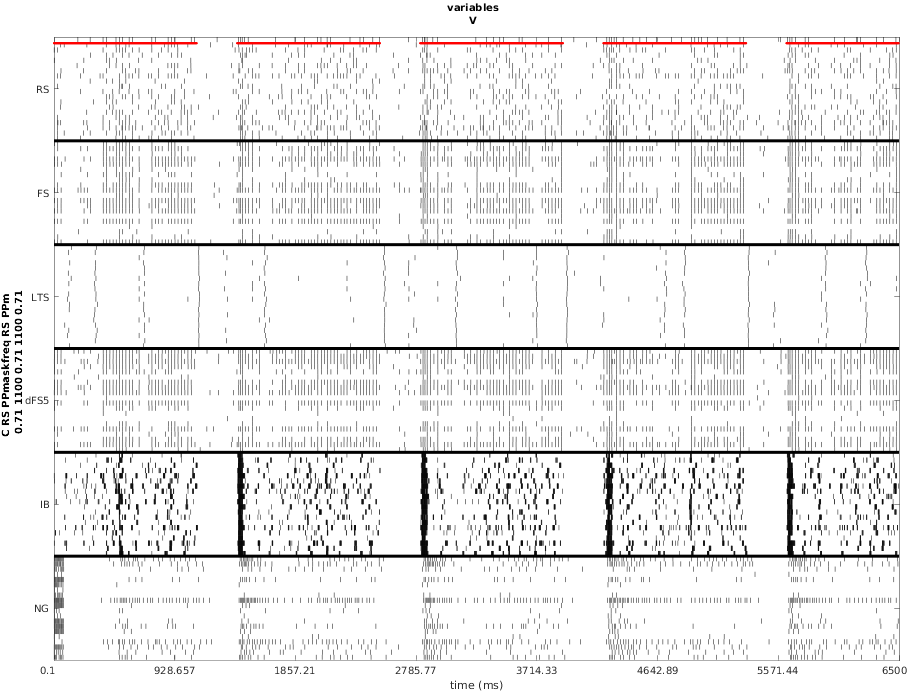 variables
V
C RS PPmaskfreq RS PPm
0.71 1100 0.71 1100 0.71
RS
FS
LTS
dFS5
IB
NG
0.1 928.657 1857.21 2785.77 3714.33 4642.89 5571.44 6500
time (ms)